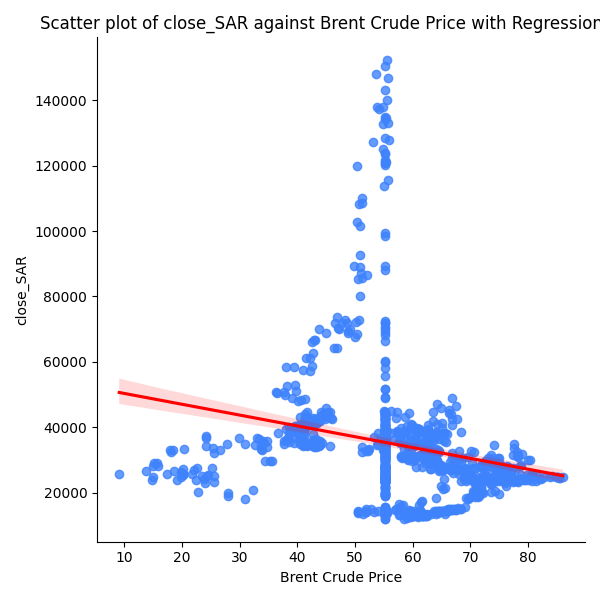 Scatter plot of close_SAR against Brent Crude Price with Regression
140000
120000
100000
80000
60000
40000
20000
close_SAR
10 20 30 40 50 60 70 80
Brent Crude Price